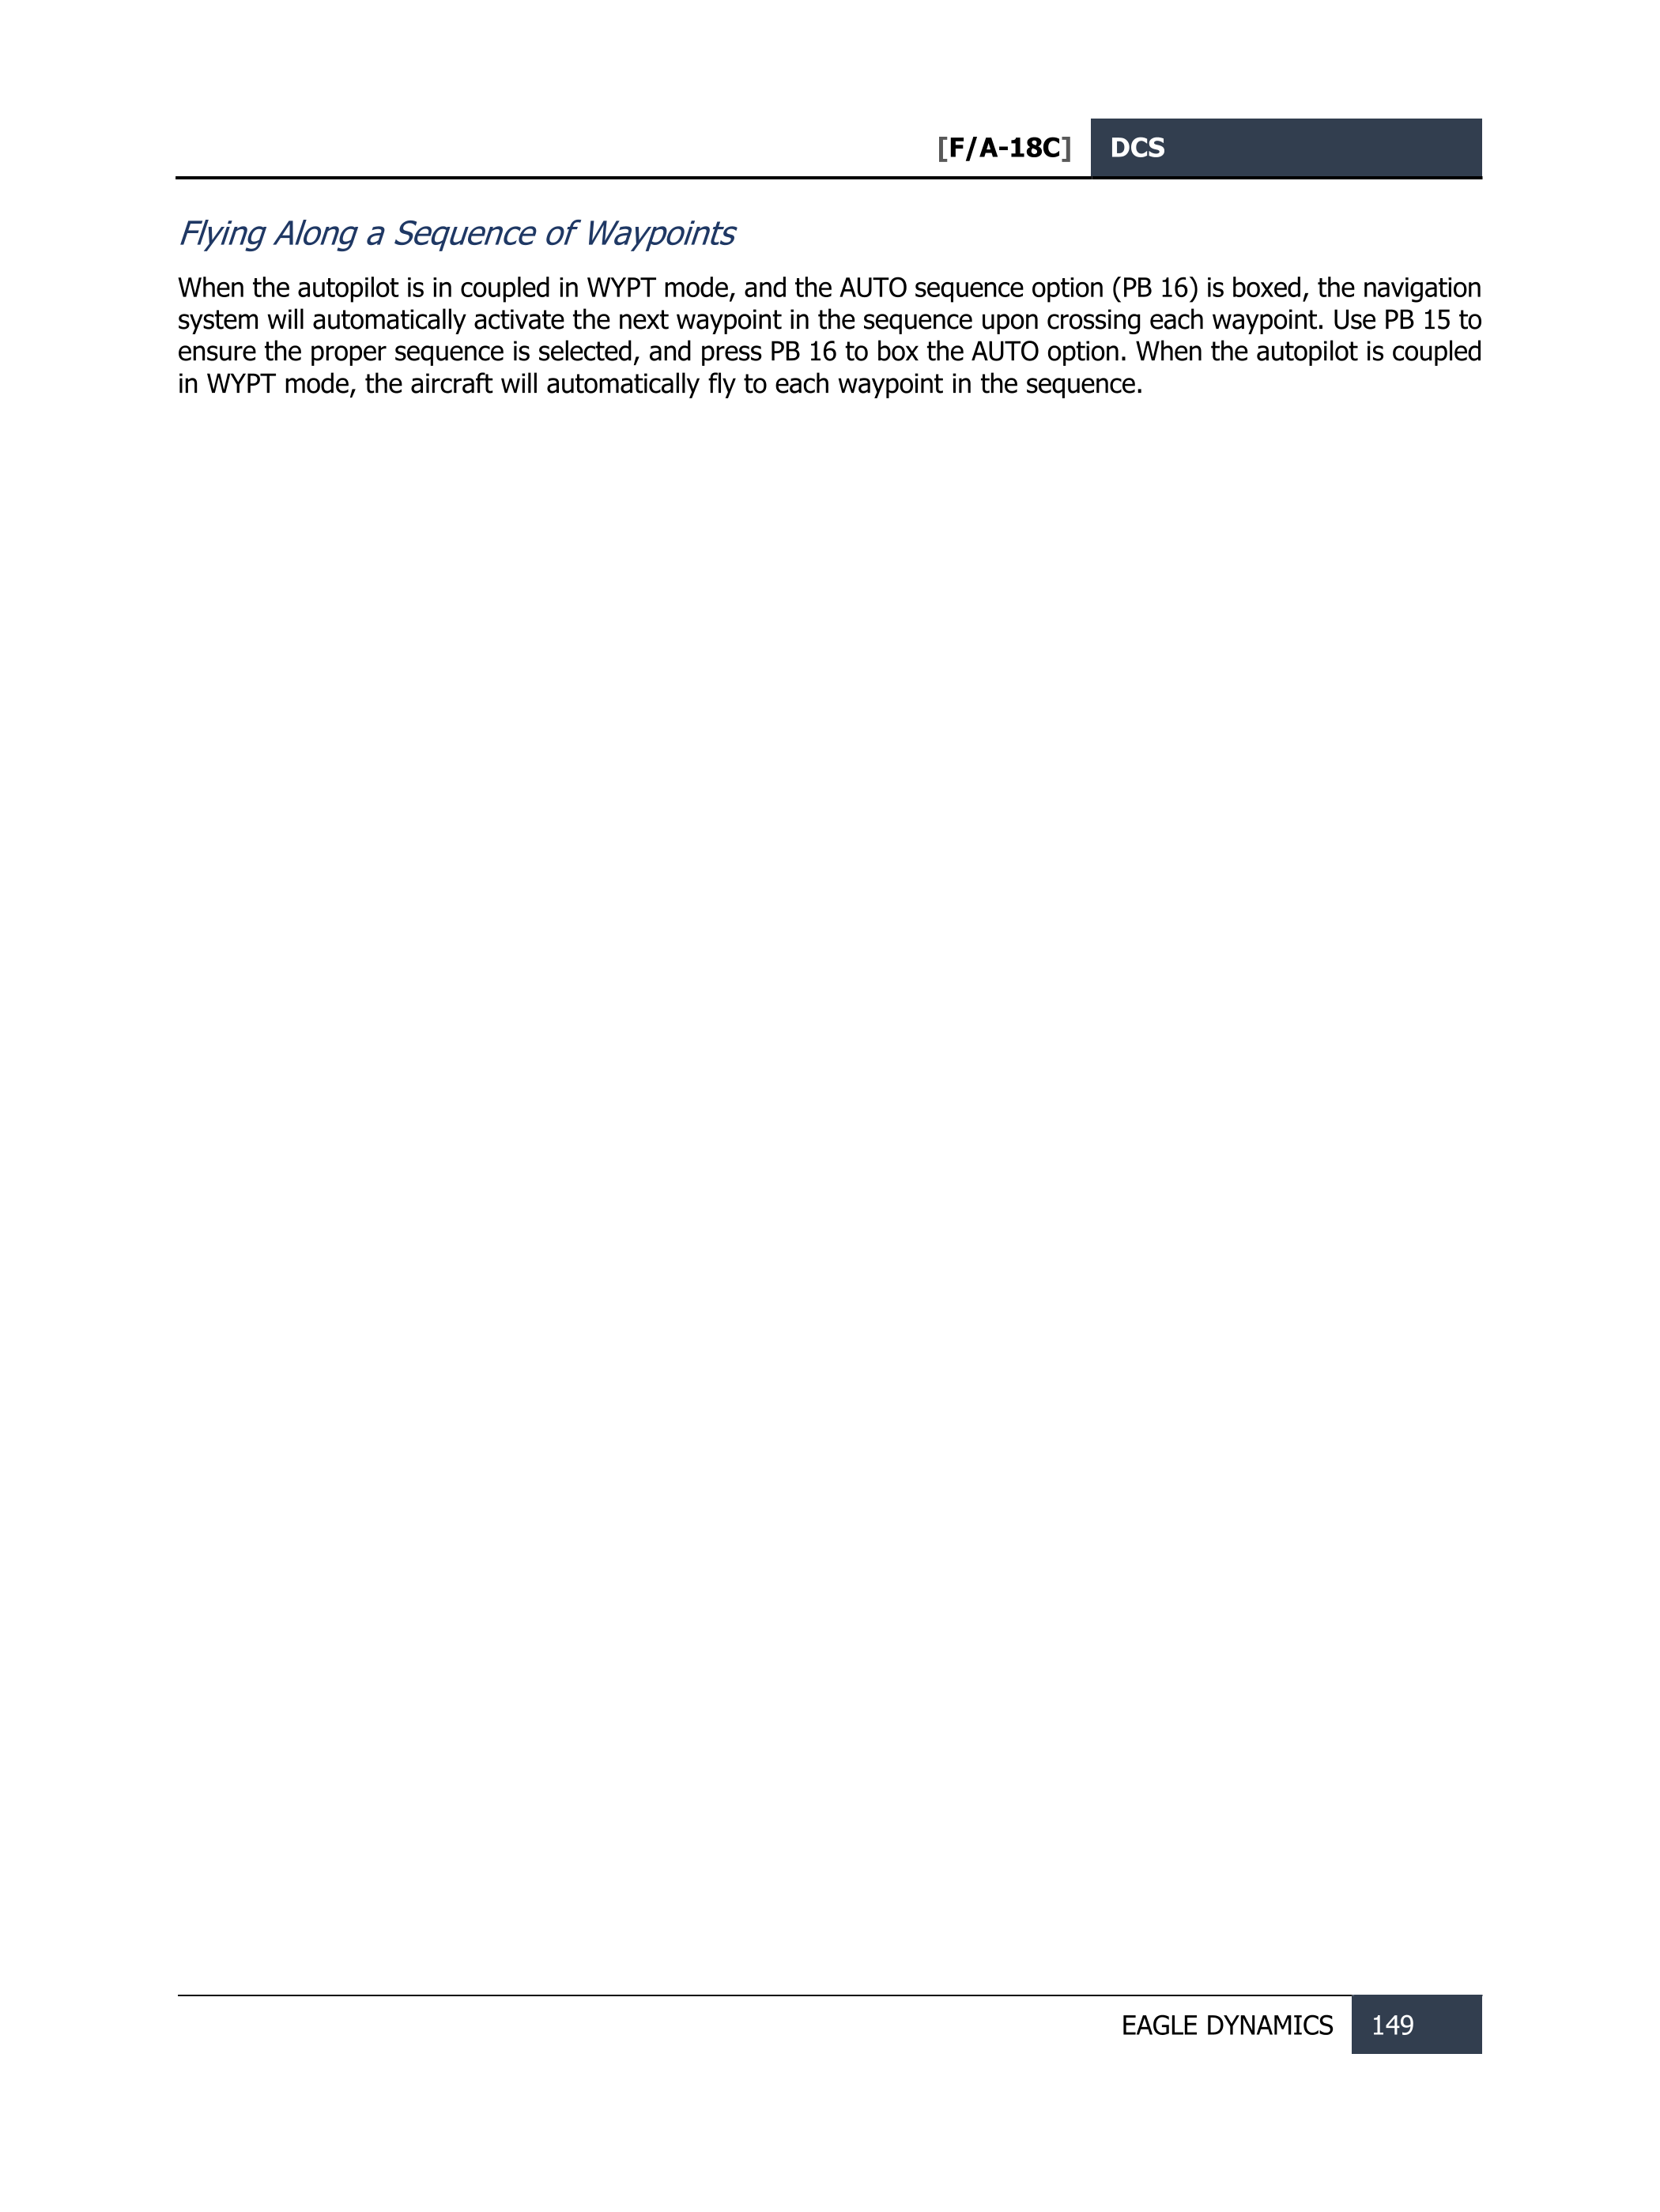 [F/A-18C] DCS
Flying Along a Sequence of Waypoints
When the autopilot is in coupled in WYPT mode, and the AUTO sequence option (PB 16) is boxed, the navigation
system will automatically activate the next waypoint in the sequence upon crossing each waypoint. Use PB 15 to
ensure the proper sequence is selected, and press PB 16 to box the AUTO option. When the autopilot is coupled
in WYPT mode, the aircraft will automatically fly to each waypoint in the sequence.
EAGLE DYNAMICS 149